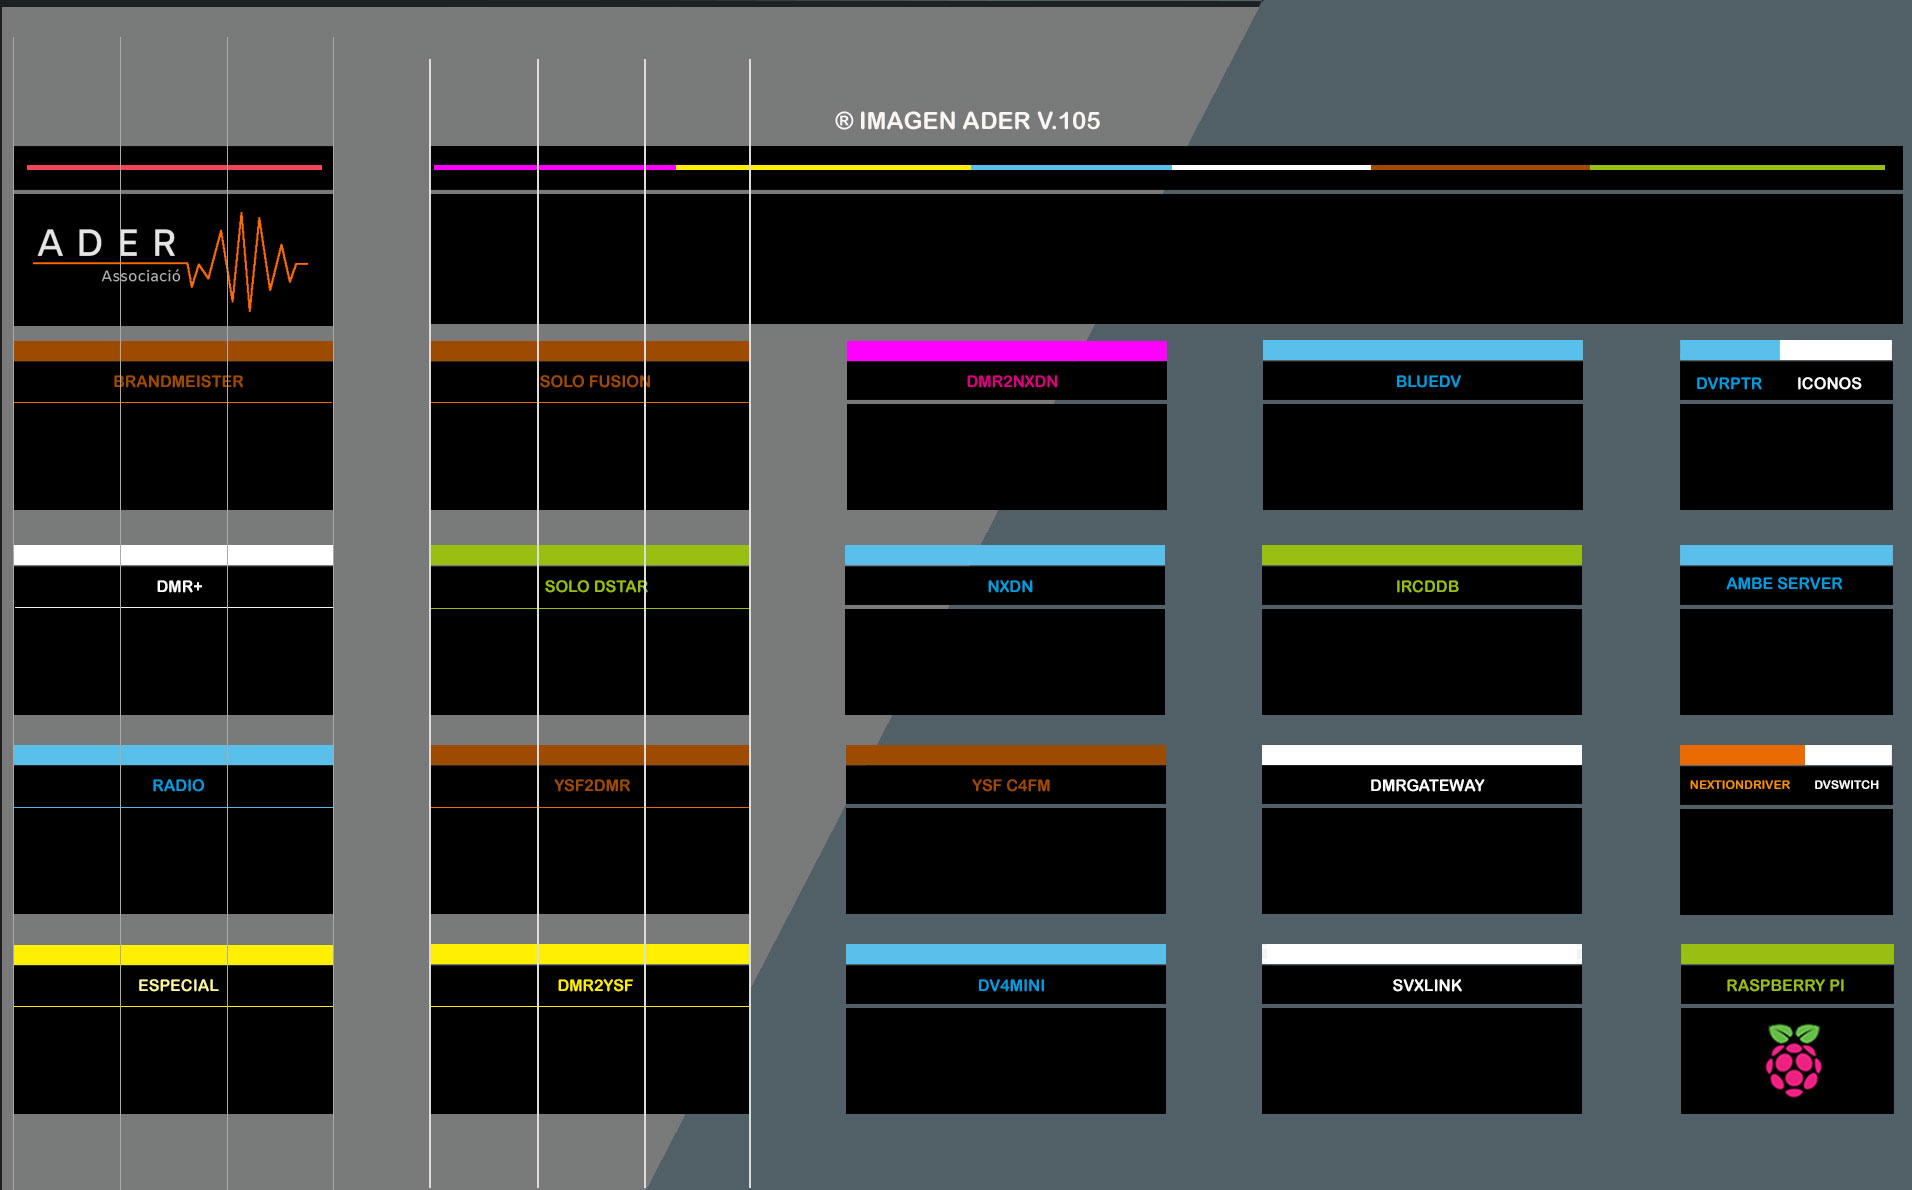 ® IMAGEN ADER V.105
ADER
Associació
BRANDMEISTER
SOLO FUSION
DMR2NXDN
BLUEDV
DVRPTR
ICONOS
DMR+
SOLO DSTAR
NXDN
IRCDDB
AMBE SERVER
RADIO
YSF2DMR
YSF C4FM
DMRGATEWAY
NEXTIONDRIVER
DVSWITCH
ESPECIAL
DMR2YSF
DV4MINI
SVXLINK
RASPBERRY PI